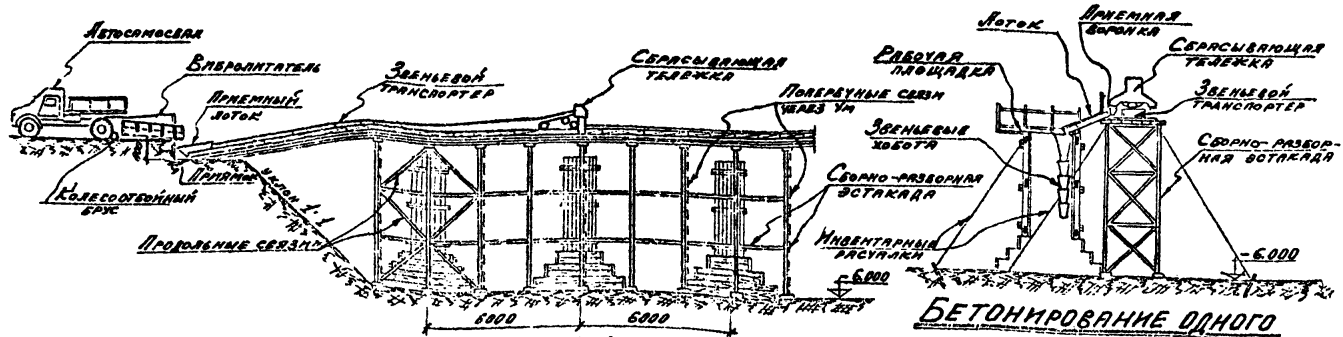 Автосамосвал
Вибропитатель
Приемный
лоток
Звеньевой
транспортер
Сбрасывающая
тележка
Поперечные связи
через 4м
Колесоотбойный
брус
Приямок
Уклон 1:1
Продольные связи
Сборно-разборная
эстакада
6.000
6000
6000
Лоток
Приемная
воронка
Рабочая
площадка
Сбрасывающая
тележка
Звеньевой
транспортер
Звеньевые
хобота
Сборно-разбор-
ная эстакада
Инвентарные
расчалки
-6.000
Бетонирование одного